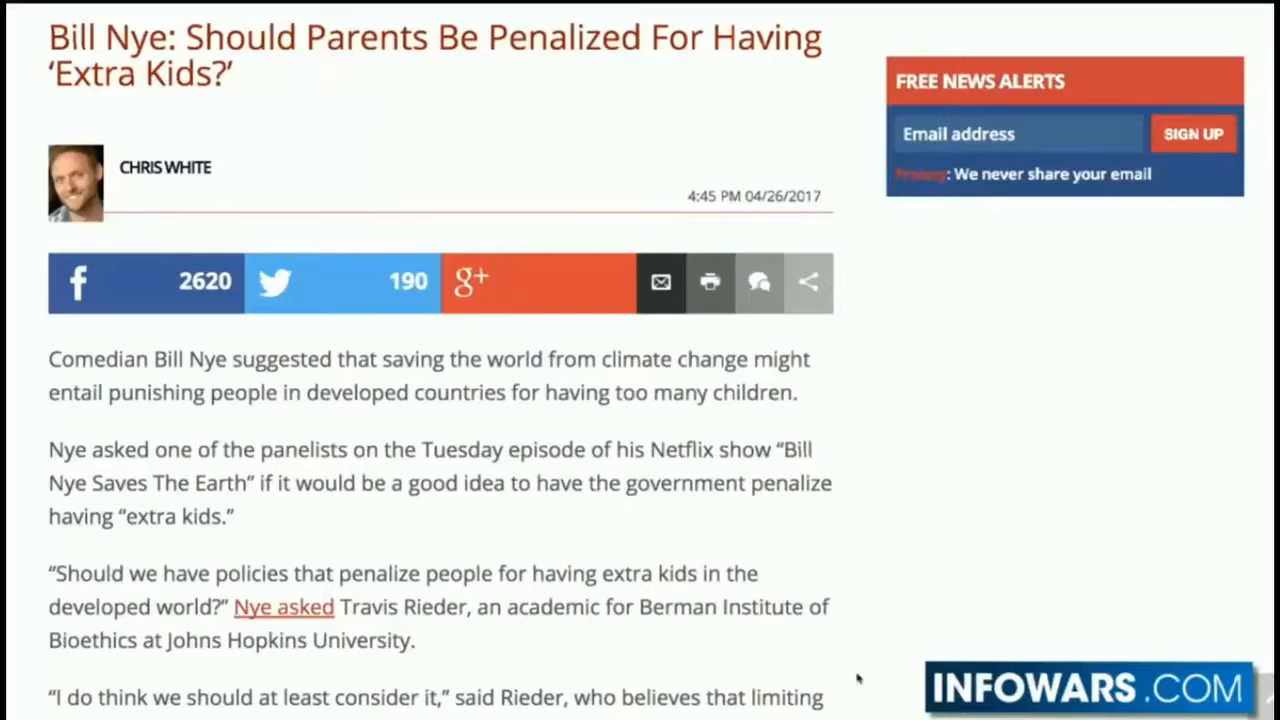 Bill Nye: Should Parents Be Penalized For Having
‘Extra Kids?’
FREE NEWS ALERTS
Email address
SIGN UP
Privacy: We never share your email
CHRIS WHITE
4:45 PM 04/26/2017
f 2620
190
g+
Comedian Bill Nye suggested that saving the world from climate change might
entail punishing people in developed countries for having too many children.
Nye asked one of the panelists on the Tuesday episode of his Netflix show “Bill
Nye Saves The Earth” if it would be a good idea to have the government penalize
having “extra kids.”
“Should we have policies that penalize people for having extra kids in the
developed world?” Nye asked Travis Rieder, an academic for Berman Institute of
Bioethics at Johns Hopkins University.
“I do think we should at least consider it,” said Rieder, who believes that limiting
INFOWARS.COM